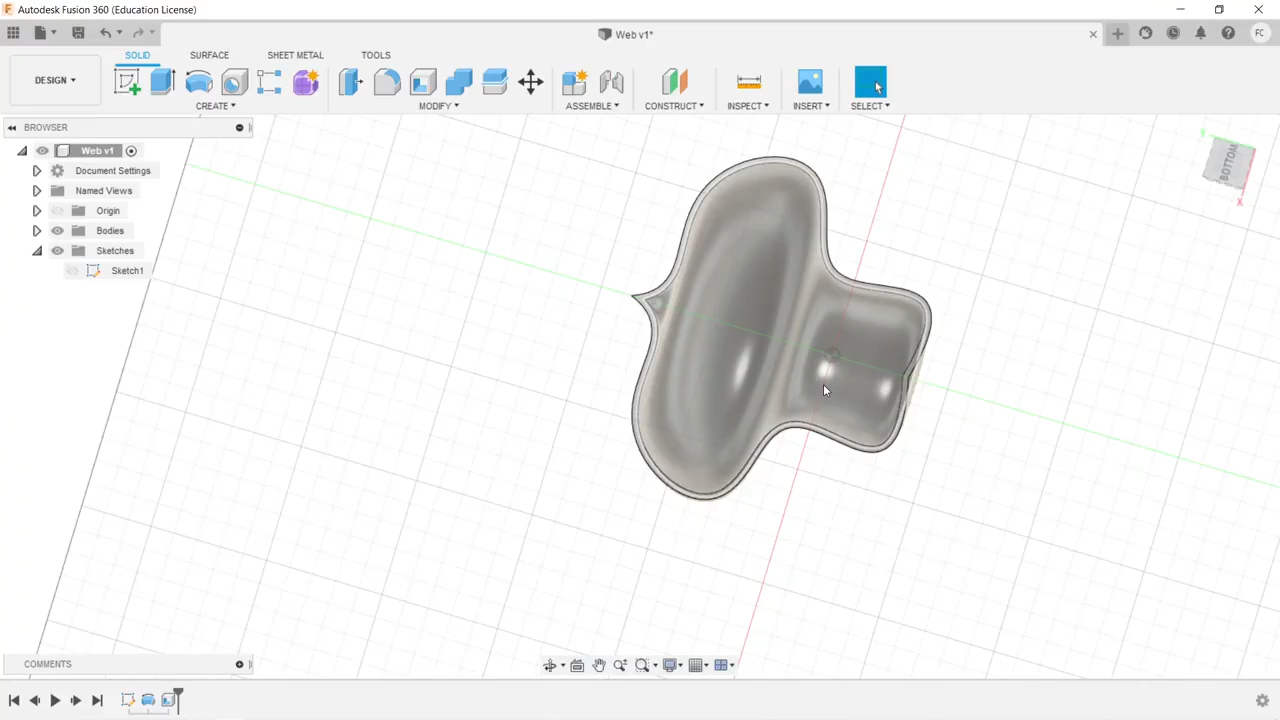 Autodesk Fusion 360 (Education License)
Web v1*
FC
DESIGN
SOLID
SURFACE
SHEET METAL
TOOLS
CREATE
MODIFY
ASSEMBLE
CONSTRUCT
INSPECT
INSERT
SELECT
BROWSER
Web v1
Document Settings
Named Views
Origin
Bodies
Sketches
Sketch1
Y
BOTTOM
X
COMMENTS